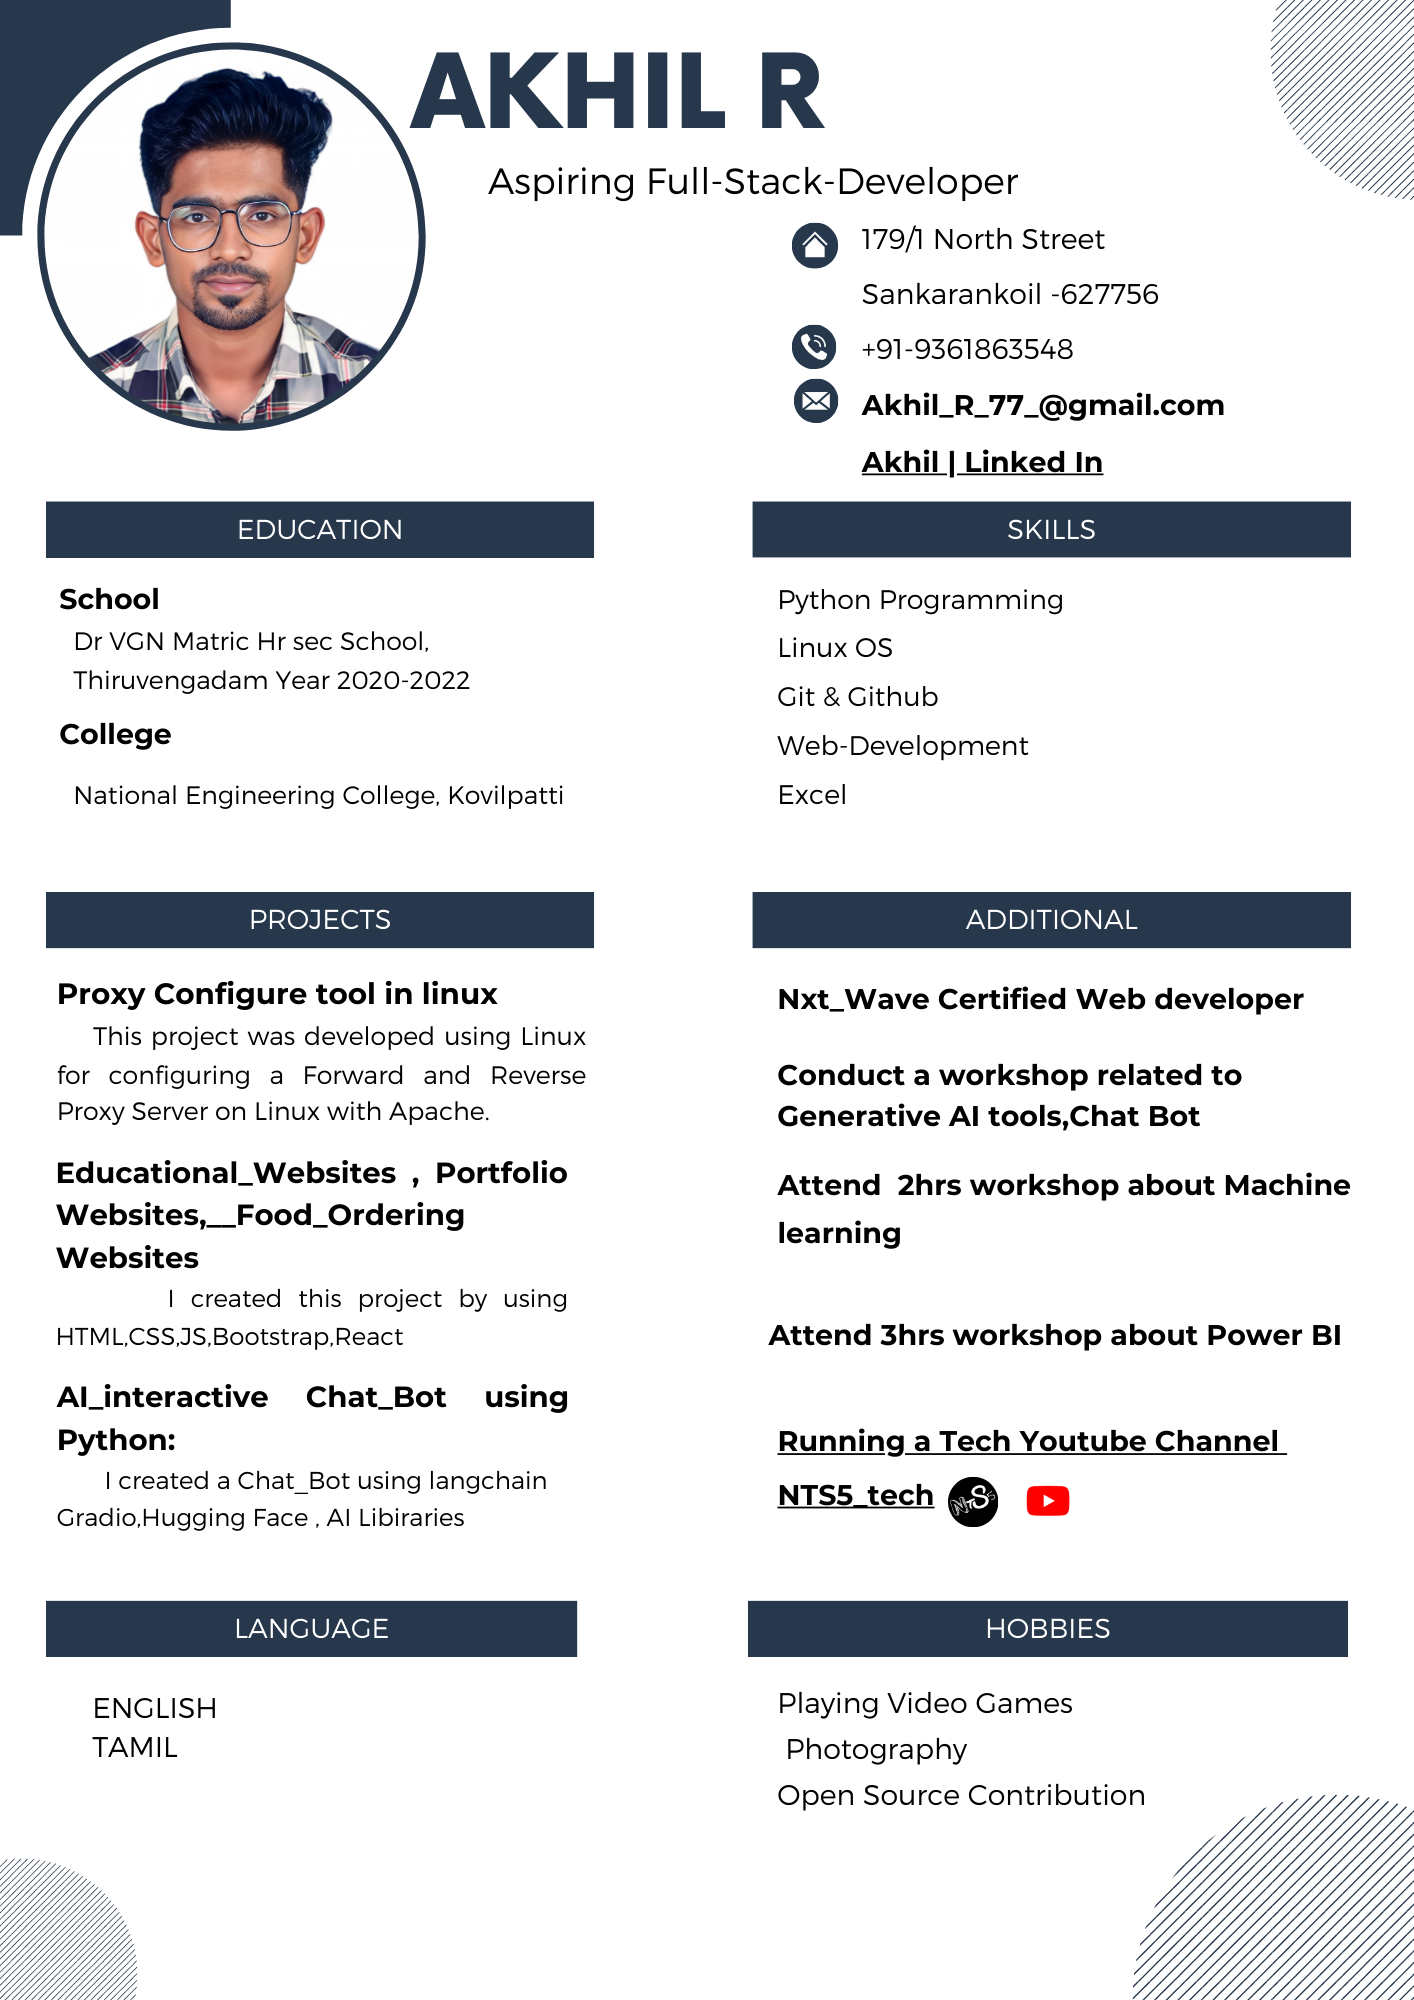 AKHIL R
Aspiring Full-Stack-Developer
179/1 North Street
Sankarankoil -627756
+91-9361863548
Akhil_R_77_@gmail.com
Akhil | Linked In
EDUCATION
School
Dr VGN Matric Hr sec School,
Thiruvengadam Year 2020-2022
College
National Engineering College, Kovilpatti
SKILLS
Python Programming
Linux OS
Git & Github
Web-Development
Excel
PROJECTS
Proxy Configure tool in linux
This project was developed using Linux
for configuring a Forward and Reverse
Proxy Server on Linux with Apache.
Educational_Websites , Portfolio
Websites,__Food_Ordering
Websites
I created this project by using
HTML,CSS,JS,Bootstrap,React
AI_interactive Chat_Bot using
Python:
I created a Chat_Bot using langchain
Gradio,Hugging Face , AI Libiraries
ADDITIONAL
Nxt_Wave Certified Web developer
Conduct a workshop related to
Generative AI tools,Chat Bot
Attend 2hrs workshop about Machine
learning
Attend 3hrs workshop about Power BI
Running a Tech Youtube Channel
NTS5_tech
NTS5
LANGUAGE
ENGLISH
TAMIL
HOBBIES
Playing Video Games
Photography
Open Source Contribution